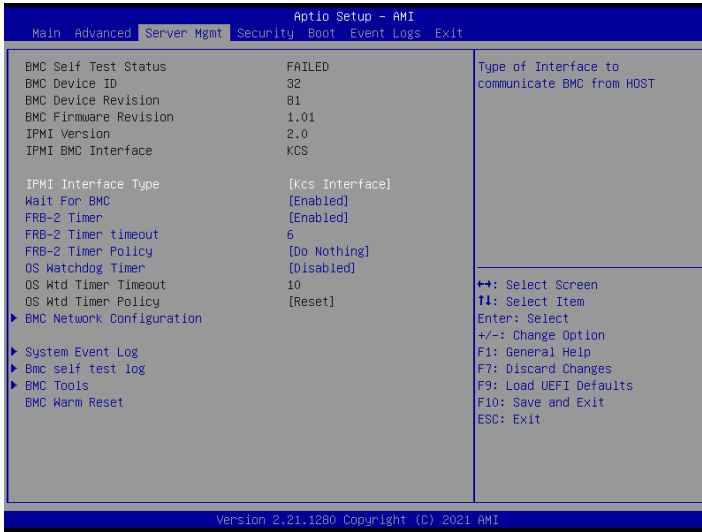 Aptio Setup – AMI
Main Advanced Server Mgmt Security Boot Event Logs Exit
BMC Self Test Status FAILED
BMC Device ID 32
BMC Device Revision 81
BMC Firmware Revision 1.01
IPMI Version 2.0
IPMI BMC Interface KCS
IPMI Interface Type [Kcs Interface]
Wait For BMC [Enabled]
FRB-2 Timer [Enabled]
FRB-2 Timer timeout 6
FRB-2 Timer Policy [Do Nothing]
OS Watchdog Timer [Disabled]
OS Wtd Timer Timeout 10
OS Wtd Timer Policy [Reset]
▶ BMC Network Configuration
▶ System Event Log
▶ Bmc self test log
▶ BMC Tools
BMC Warm Reset
Type of Interface to
communicate BMC from HOST
↔: Select Screen
↑↓: Select Item
Enter: Select
+/-: Change Option
F1: General Help
F7: Discard Changes
F9: Load UEFI Defaults
F10: Save and Exit
ESC: Exit
Version 2.21.1280 Copyright (C) 2021 AMI